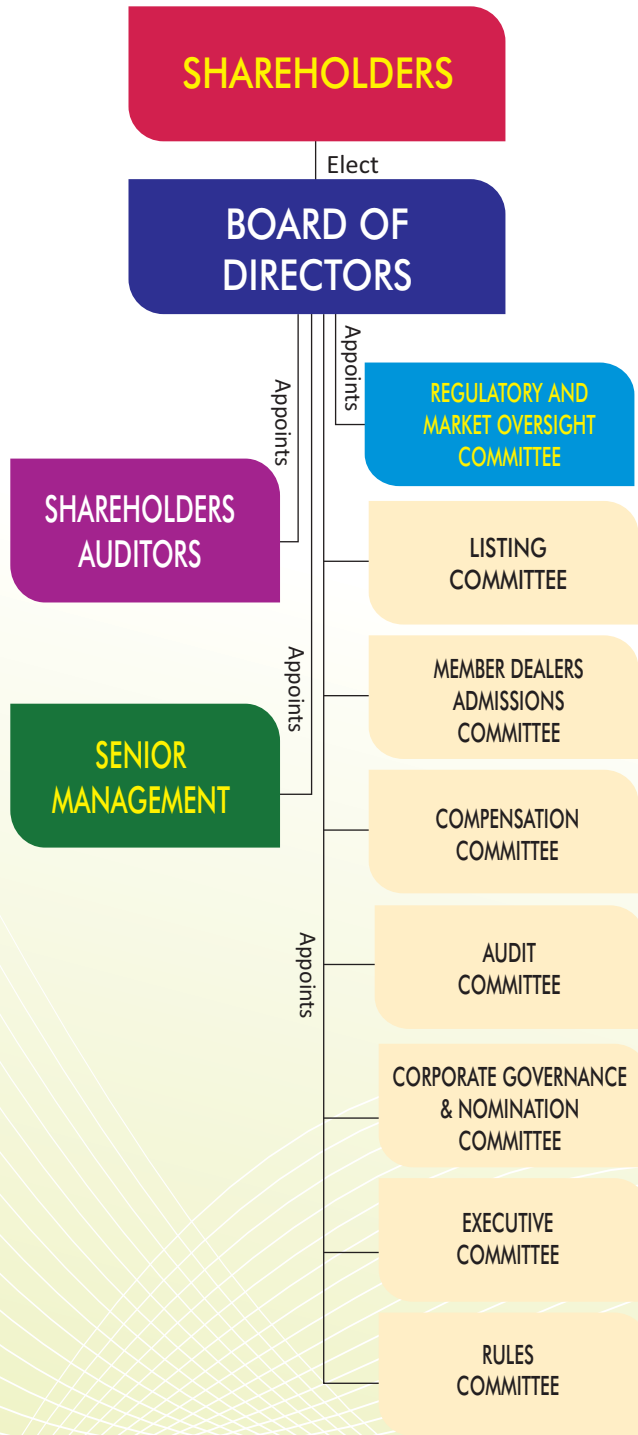 SHAREHOLDERS
Elect
BOARD OF
DIRECTORS
Appoints
REGULATORY AND
MARKET OVERSIGHT
COMMITTEE
Appoints
SHAREHOLDERS
AUDITORS
LISTING
COMMITTEE
Appoints
MEMBER DEALERS
ADMISSIONS
COMMITTEE
SENIOR
MANAGEMENT
COMPENSATION
COMMITTEE
Appoints
AUDIT
COMMITTEE
CORPORATE GOVERNANCE
& NOMINATION
COMMITTEE
EXECUTIVE
COMMITTEE
RULES
COMMITTEE